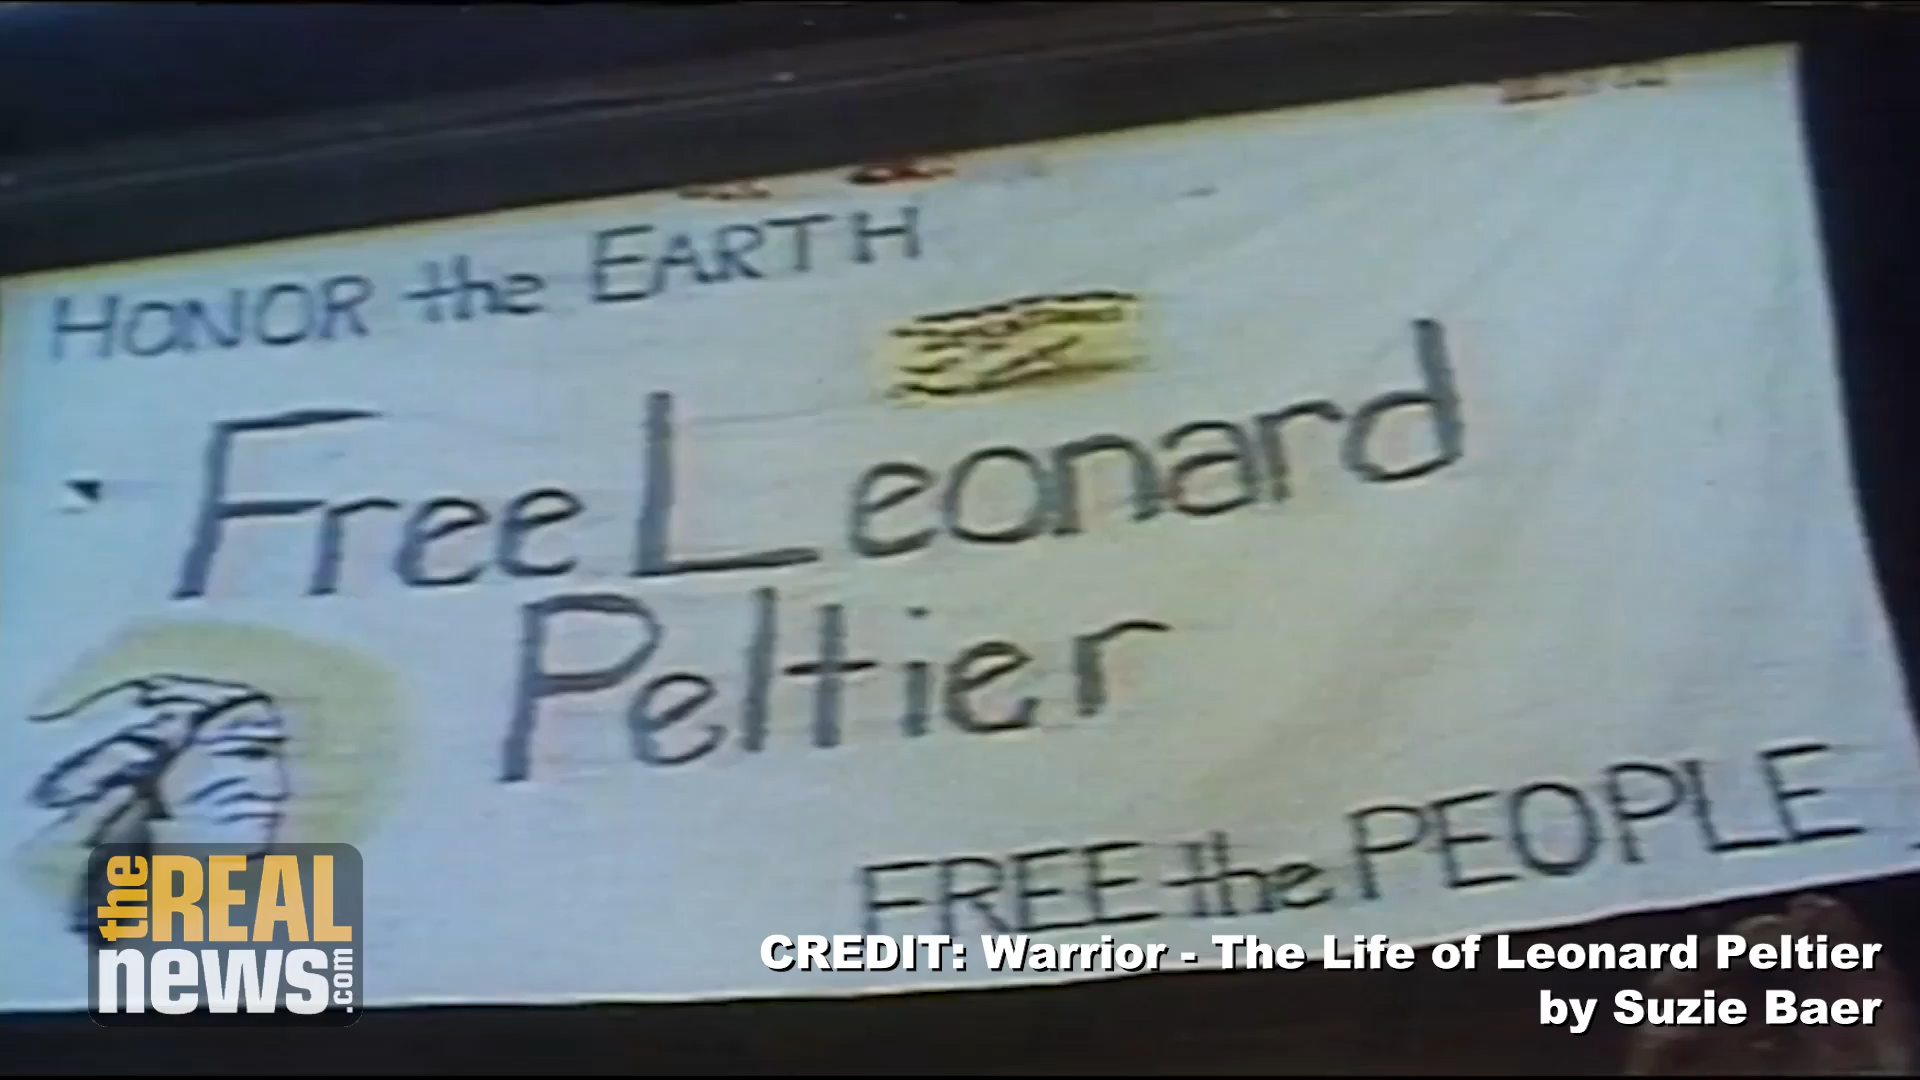 HONOR the EARTH
Free Leonard
Peltier
FREE the PEOPLE
the REAL
news.com
CREDIT: Warrior - The Life of Leonard Peltier
by Suzie Baer